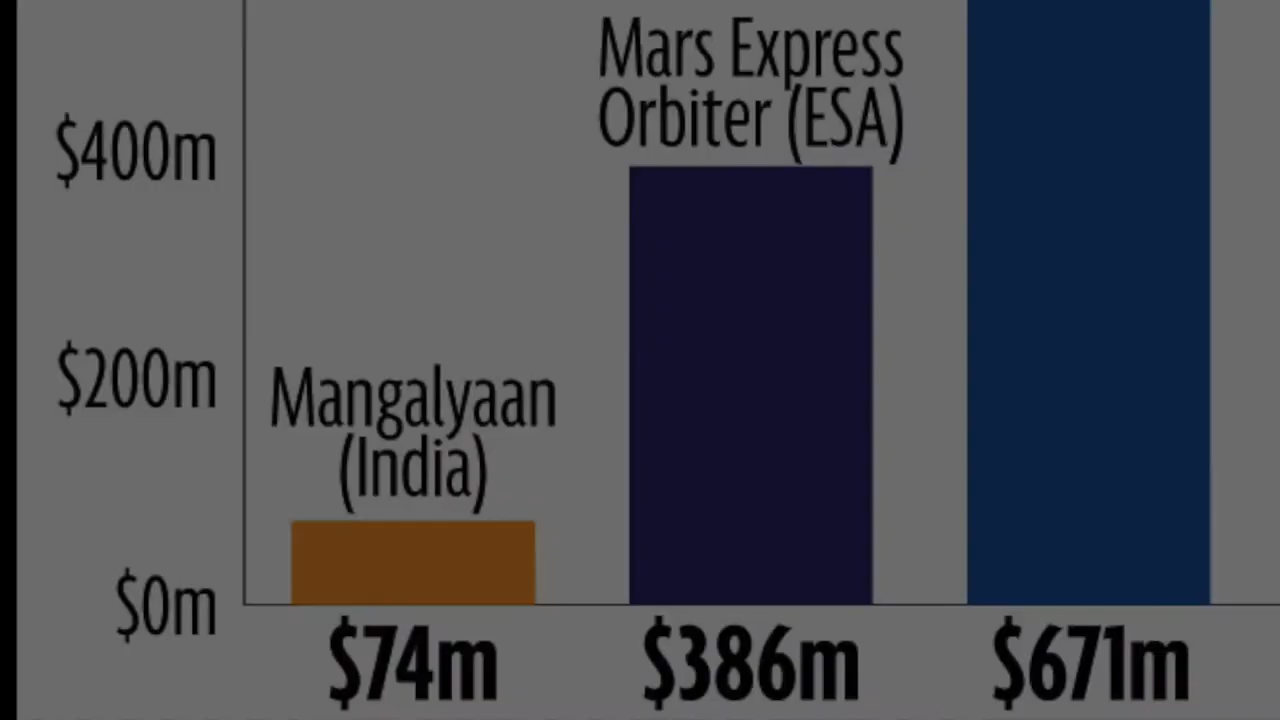 Mars Express
Orbiter (ESA)
$400m
$200m
Mangalyaan
(India)
$0m
$74m
$386m
$671m